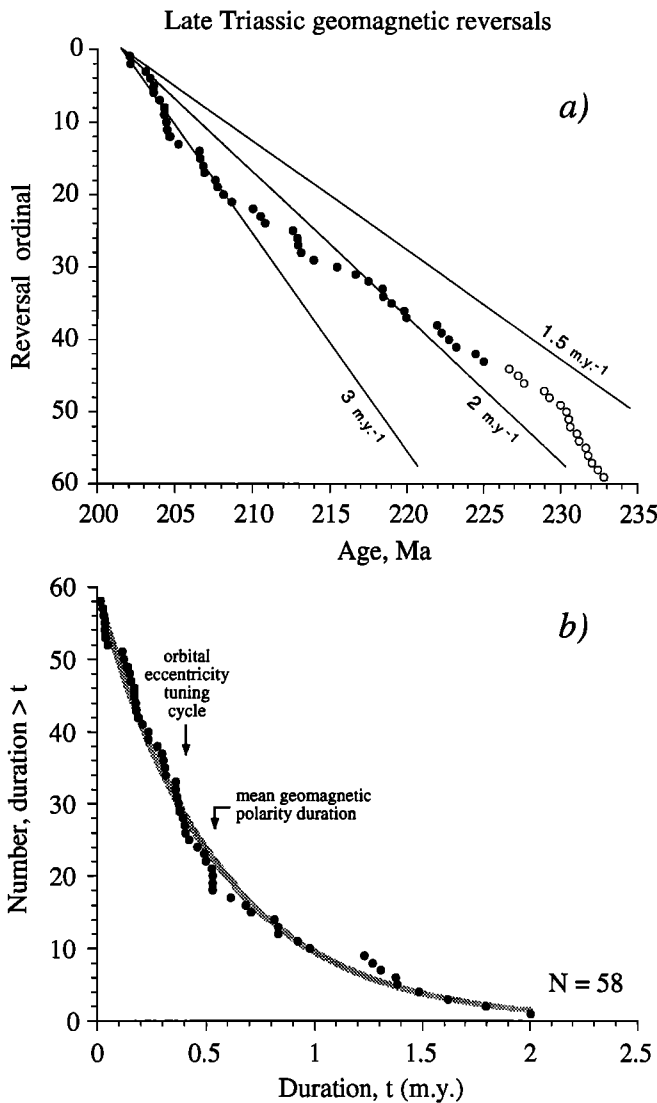 Late Triassic geomagnetic reversals
a)
Reversal ordinal
0
10
20
30
40
50
60
1.5 m.y.-1
2 m.y.-1
3 m.y.-1
200 205 210 215 220 225 230 235
Age, Ma
b)
Number, duration > t
60
50
40
30
20
10
0
orbital
eccentricity
tuning
cycle
mean geomagnetic
polarity duration
N = 58
0 0.5 1 1.5 2 2.5
Duration, t (m.y.)